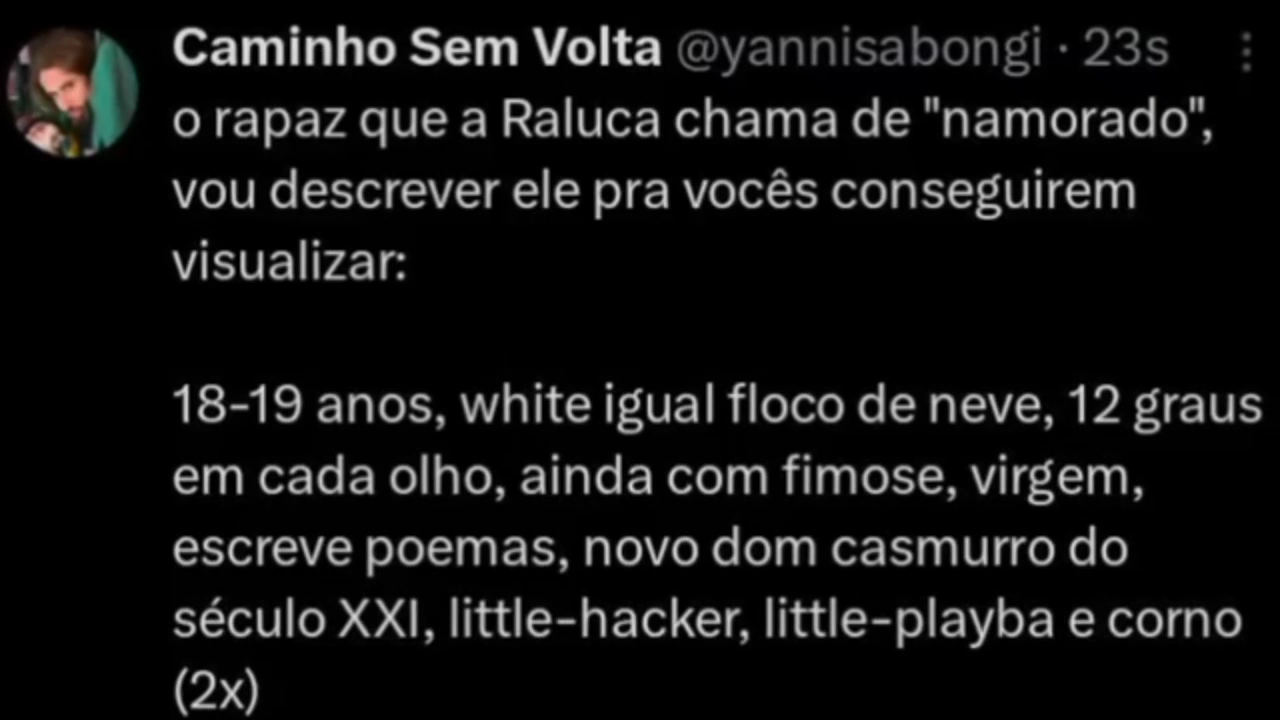 Caminho Sem Volta @yannisabongi · 23s
o rapaz que a Raluca chama de "namorado",
vou descrever ele pra vocês conseguirem
visualizar:
18-19 anos, white igual floco de neve, 12 graus
em cada olho, ainda com fimose, virgem,
escreve poemas, novo dom casmurro do
século XXI, little-hacker, little-playba e corno
(2x)